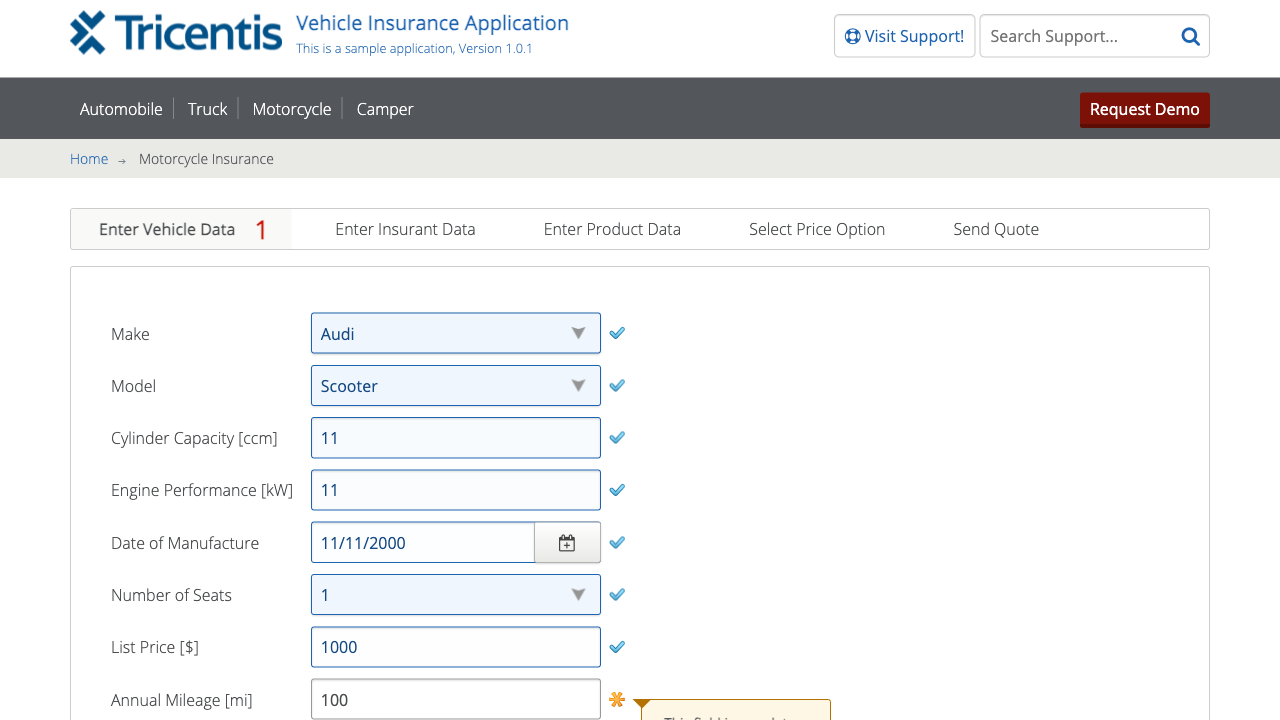 Tricentis
Vehicle Insurance Application
This is a sample application, Version 1.0.1
Visit Support!
Search Support...
Automobile
Truck
Motorcycle
Camper
Request Demo
Home → Motorcycle Insurance
Enter Vehicle Data 1
Enter Insurant Data
Enter Product Data
Select Price Option
Send Quote
Make
Audi
Model
Scooter
Cylinder Capacity [ccm]
11
Engine Performance [kW]
11
Date of Manufacture
11/11/2000
Number of Seats
1
List Price [$]
1000
Annual Mileage [mi]
100